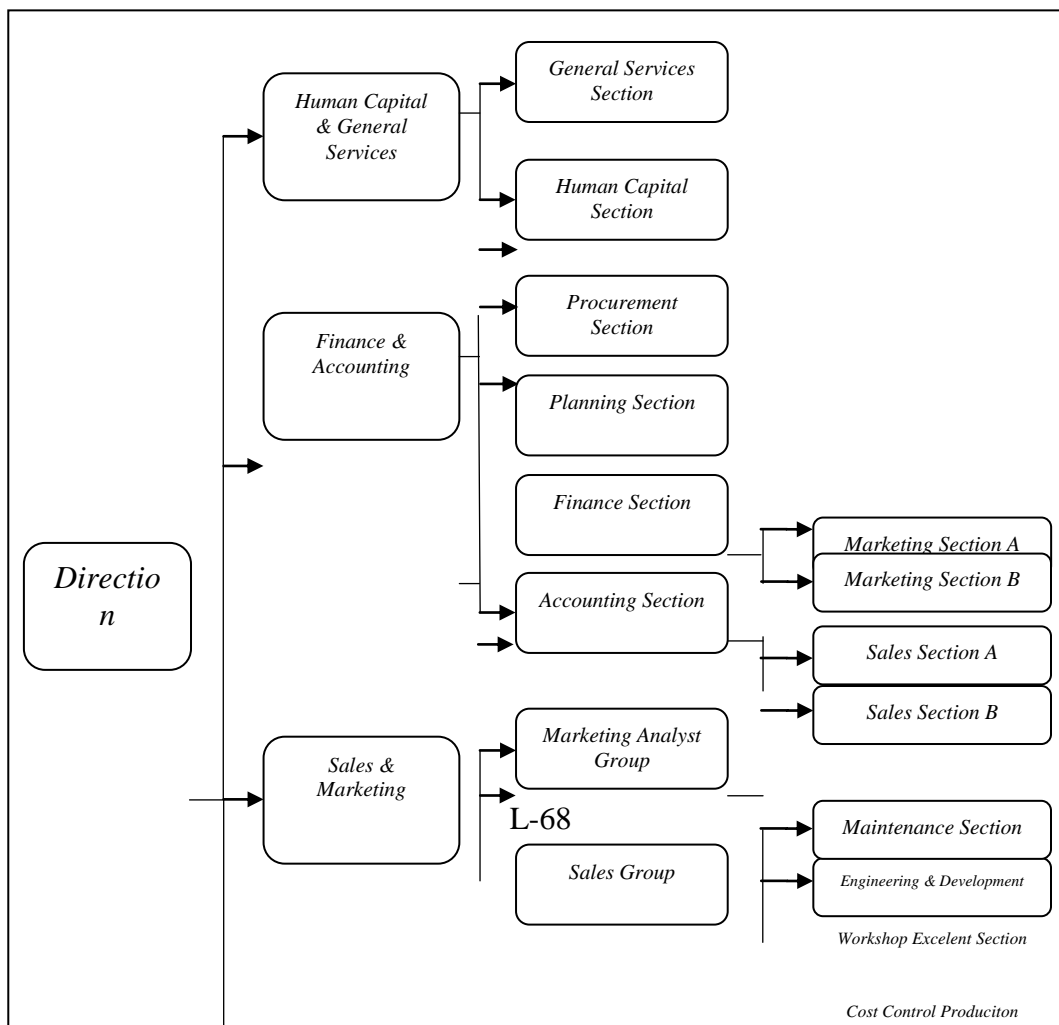 Directio
n
Human Capital
& General
Services
Finance &
Accounting
Sales &
Marketing
General Services
Section
Human Capital
Section
Procurement
Section
Planning Section
Finance Section
Accounting Section
Marketing Analyst
Group
L-68
Sales Group
Marketing Section A
Marketing Section B
Sales Section A
Sales Section B
Maintenance Section
Engineering & Development
Workshop Excelent Section
Cost Control Produciton